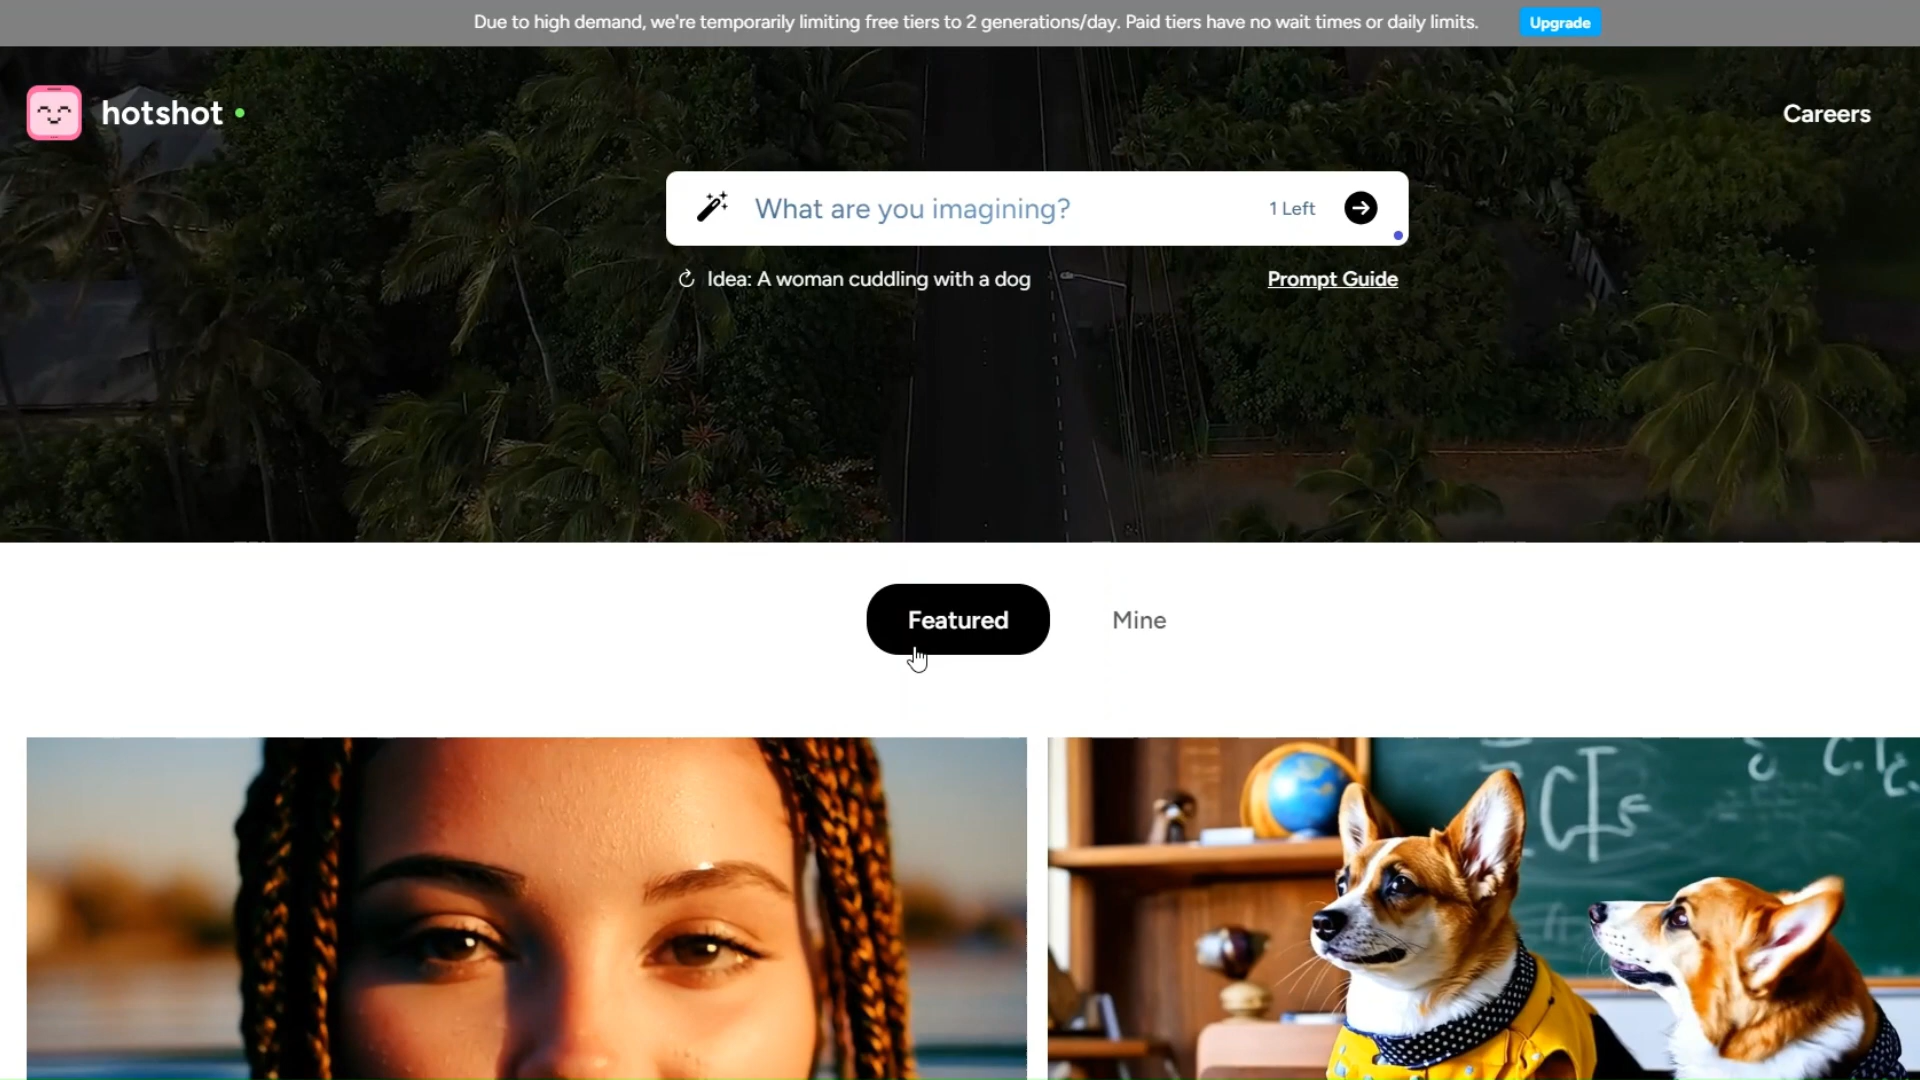 Due to high demand, we're temporarily limiting free tiers to 2 generations/day. Paid tiers have no wait times or daily limits.
Upgrade
hotshot
Careers
What are you imagining?
1 Left
Idea: A woman cuddling with a dog
Prompt Guide
Featured
Mine